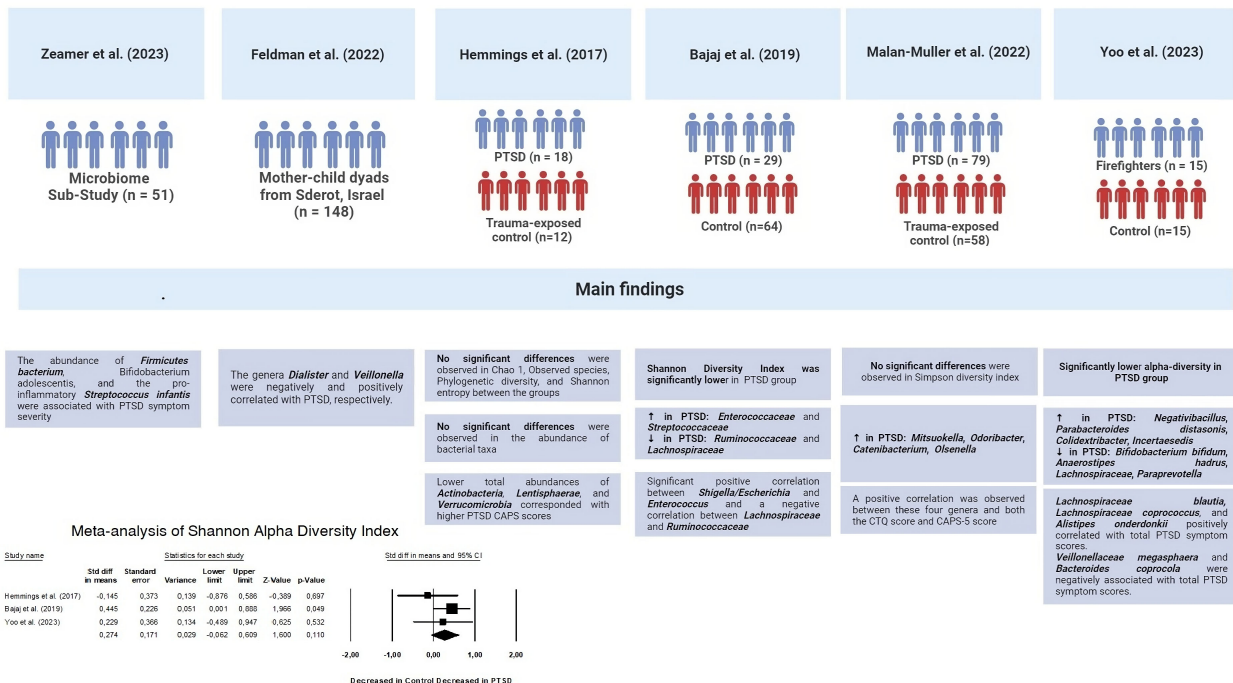 Zeamer et al. (2023)
Feldman et al. (2022)
Hemmings et al. (2017)
Bajaj et al. (2019)
Malan-Muller et al. (2022)
Yoo et al. (2023)
Microbiome
Sub-Study (n = 51)
Mother-child dyads
from Sderot, Israel
(n = 148)
PTSD (n = 18)
Trauma-exposed
control (n=12)
PTSD (n = 29)
Control (n=64)
PTSD (n = 79)
Trauma-exposed
control (n=58)
Firefighters (n = 15)
Control (n=15)
Main findings
The abundance of Firmicutes
bacterium, Bifidobacterium
adolescentis, and the pro-
inflammatory Streptococcus infantis
were associated with PTSD symptom
severity
The genera Dialister and Veillonella
were negatively and positively
correlated with PTSD, respectively.
No significant differences were
observed in Chao 1, Observed species,
Phylogenetic diversity, and Shannon
entropy between the groups
No significant differences were
observed in the abundance of
bacterial taxa
Lower total abundances of
Actinobacteria, Lentisphaerae, and
Verrucomicrobia corresponded with
higher PTSD CAPS scores
Shannon Diversity Index was
significantly lower in PTSD group
↑ in PTSD: Enterococcaceae and
Streptococcaceae
↓ in PTSD: Ruminococcaceae and
Lachnospiraceae
Significant positive correlation
between Shigella/Escherichia and
Enterococcus and a negative
correlation between Lachnospiraceae
and Ruminococcaceae
No significant differences were
observed in Simpson diversity index
↑ in PTSD: Mitsuokella, Odoribacter,
Catenibacterium, Olsenella
A positive correlation was observed
between these four genera and both
the CTQ score and CAPS-5 score
Significantly lower alpha-diversity in
PTSD group
↑ in PTSD: Negativibacillus,
Parabacteroides distasonis,
Colidextribacter, Incertaesedis
↓ in PTSD: Bifidobacterium bifidum,
Anaerostipes hadrus,
Lachnospiraceae, Paraprevotella
Lachnospiraceae blautia,
Lachnospiraceae coprococcus, and
Alistipes onderdonkii positively
correlated with total PTSD symptom
scores.
Veillonellaceae megasphaera and
Bacteroides coprocola were
negatively associated with total PTSD
symptom scores.
Meta-analysis of Shannon Alpha Diversity Index
Study name Statistics for each study Std diff in means and 95% CI
Std diff Standard Lower Upper
in means error Variance limit limit Z-Value p-Value
Hemmings et al. (2017) -0,145 0,373 0,139 -0,876 0,586 -0,389 0,697
Bajaj et al. (2019) 0,445 0,226 0,051 0,001 0,888 1,966 0,049
Yoo et al. (2023) 0,229 0,366 0,134 -0,489 0,947 -0,625 0,532
0,274 0,171 0,029 -0,062 0,609 1,600 0,110
-2,00 -1,00 0,00 1,00 2,00
Decreased in Control Decreased in PTSD